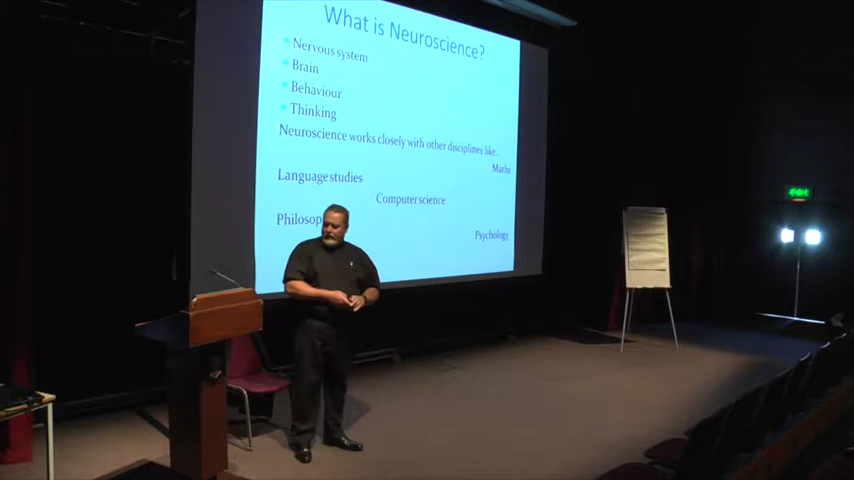 What is Neuroscience?
Nervous system
Brain
Behaviour
Thinking
Neuroscience works closely with other disciplines like..
Maths
Language studies
Computer science
Psychology